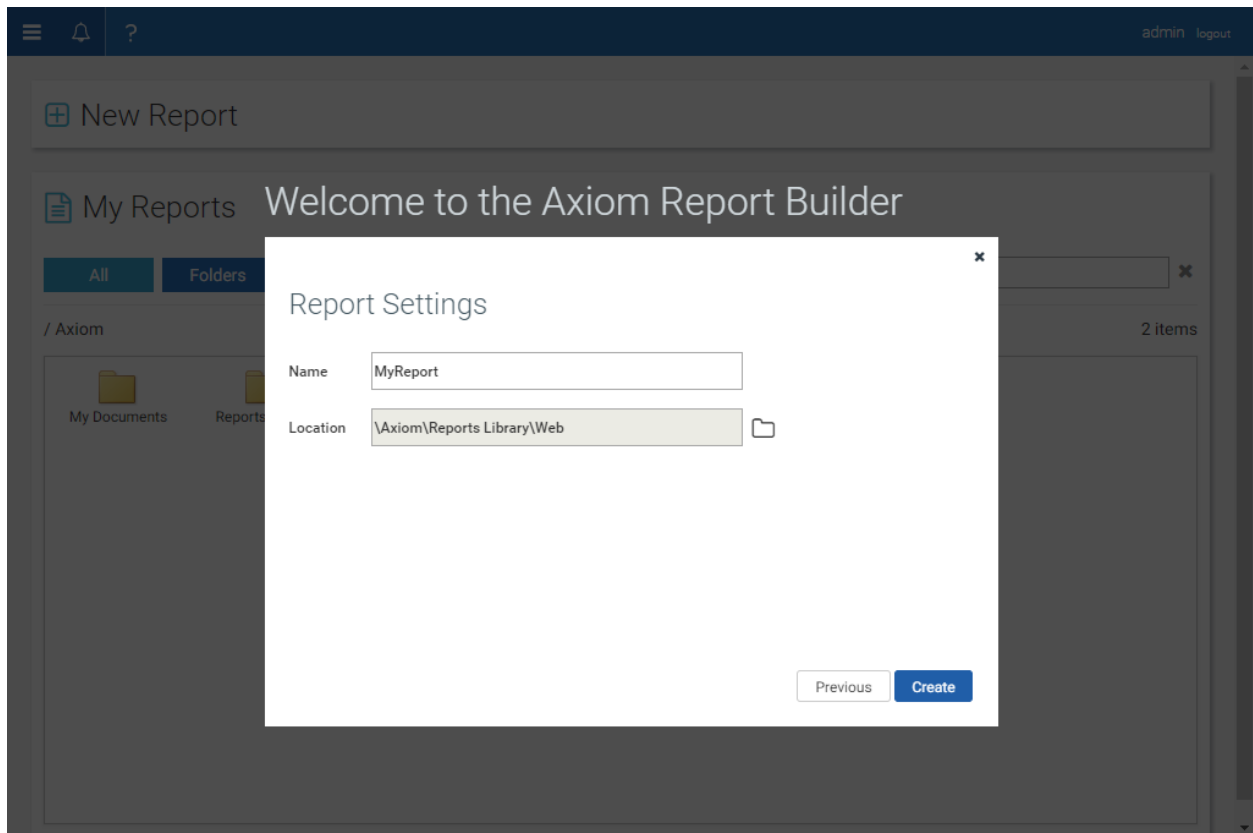 ? admin logout
New Report
My Reports
Welcome to the Axiom Report Builder
All Folders
/ Axiom 2 items
My Documents Reports
Report Settings
Name MyReport
Location \Axiom\Reports Library\Web
Previous Create